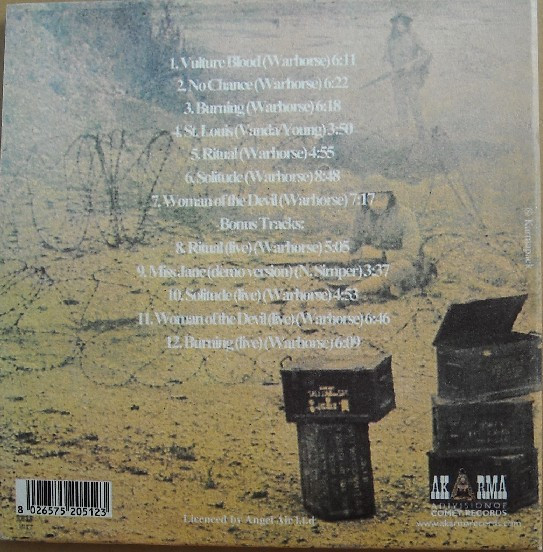 1. Vulture Blood (Warhorse) 6:11
2. No Chance (Warhorse) 6:22
3. Burning (Warhorse) 6:18
4. St. Louis (Vanda/Young) 3:50
5. Ritual (Warhorse) 4:55
6. Solitude (Warhorse) 8:48
7. Woman of the Devil (Warhorse) 7:17
Bonus Tracks:
8. Ritual (live) (Warhorse) 5:05
9. Miss Jane (demo version) (N. Simper) 3:37
10. Solitude (live) (Warhorse) 4:53
11. Woman of the Devil (live) (Warhorse) 6:46
12. Burning (live) (Warhorse) 6:09
8 026575 205123
Licenced by Angel Air Ltd.
AKARMA
A DIVISION OF
COMET RECORDS
www.akarmarecords.com